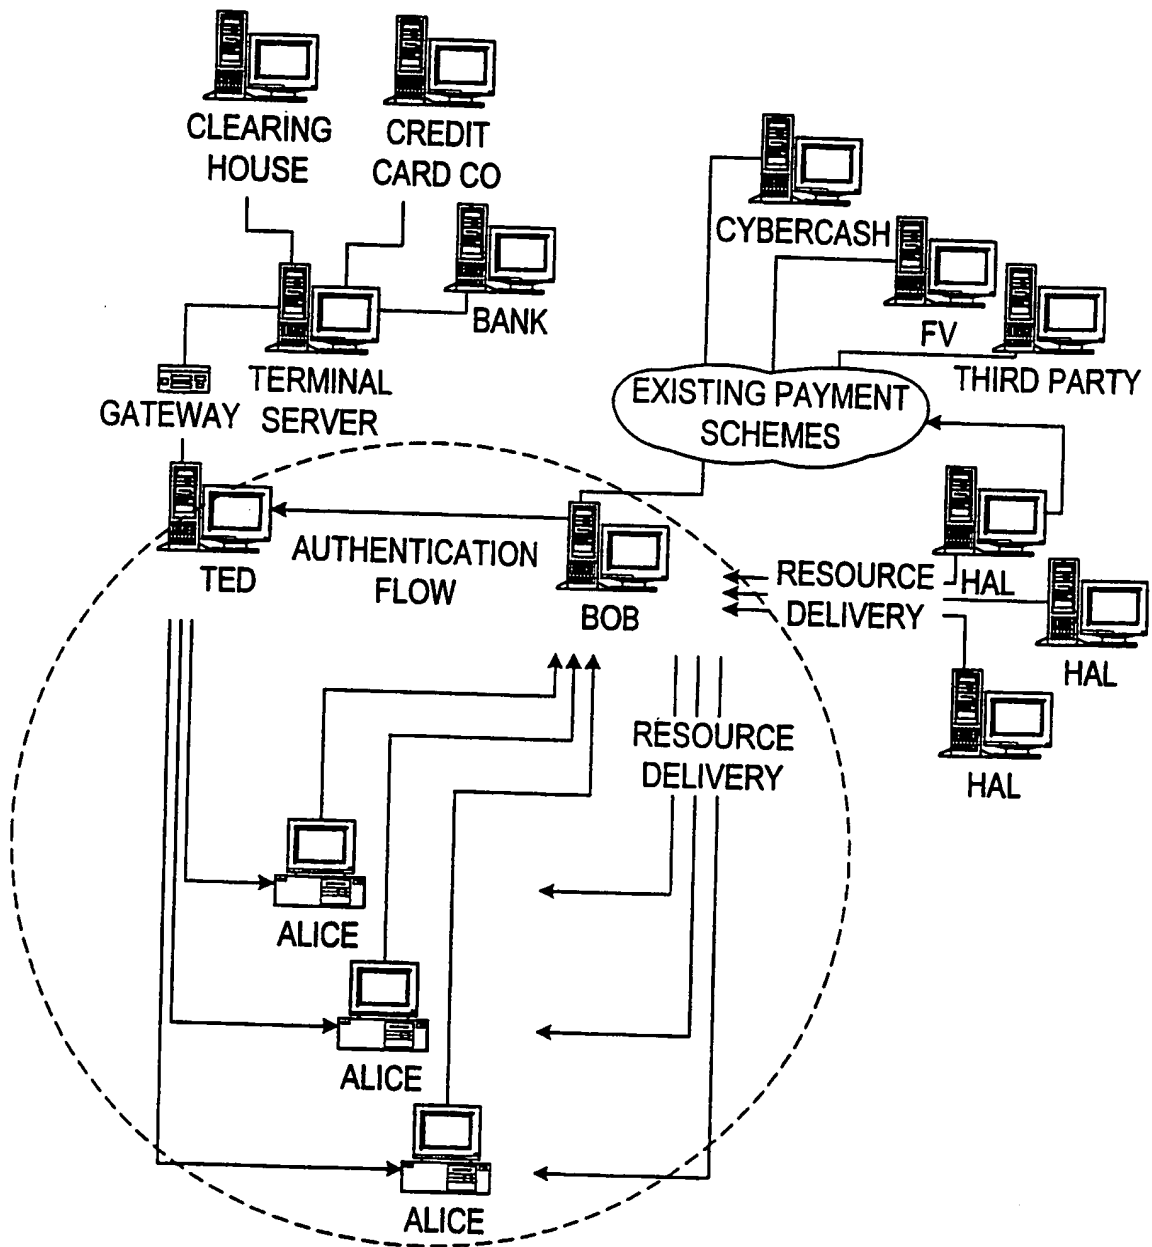 CLEARING
HOUSE
CREDIT
CARD CO
BANK
TERMINAL
SERVER
GATEWAY
CYBERCASH
FV
THIRD PARTY
EXISTING PAYMENT
SCHEMES
TED
AUTHENTICATION
FLOW
BOB
RESOURCE
DELIVERY
HAL
HAL
HAL
RESOURCE
DELIVERY
ALICE
ALICE
ALICE